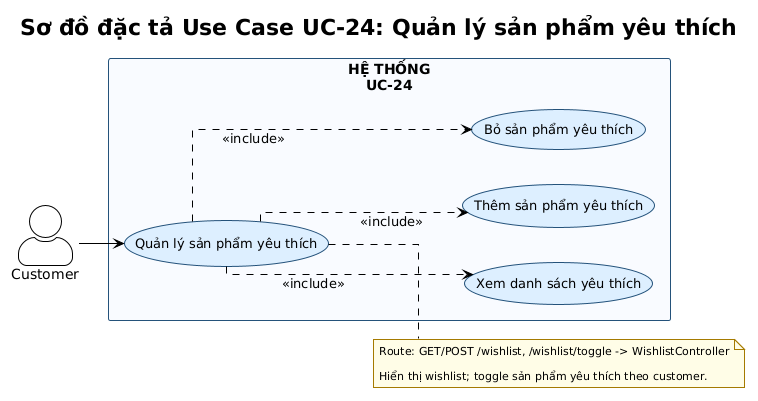 Sơ đồ đặc tả Use Case UC-24: Quản lý sản phẩm yêu thích
HỆ THỐNG
UC-24
Bỏ sản phẩm yêu thích
«include»
Thêm sản phẩm yêu thích
«include»
Quản lý sản phẩm yêu thích
Customer
Xem danh sách yêu thích
«include»
Route: GET/POST /wishlist, /wishlist/toggle -> WishlistController
Hiển thị wishlist; toggle sản phẩm yêu thích theo customer.